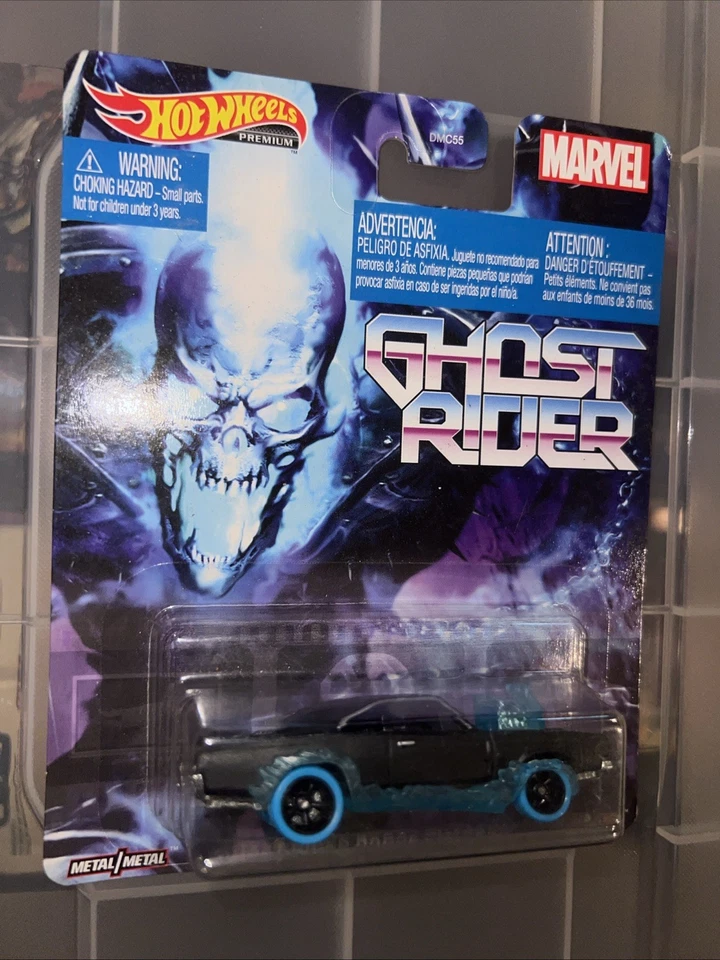 HOT WHEELS
PREMIUM
™
DMC55
MARVEL
WARNING:
CHOKING HAZARD – Small parts.
Not for children under 3 years.
ADVERTENCIA:
PELIGRO DE ASFIXIA. Juguete no recomendado para
menores de 3 años. Contiene piezas pequeñas que podrían
provocar asfixia en caso de ser ingeridas por el niño/a.
ATTENTION :
DANGER D'ÉTOUFFEMENT –
Petits éléments. Ne convient pas
aux enfants de moins de 36 mois.
GHOST
RIDER
METAL/METAL